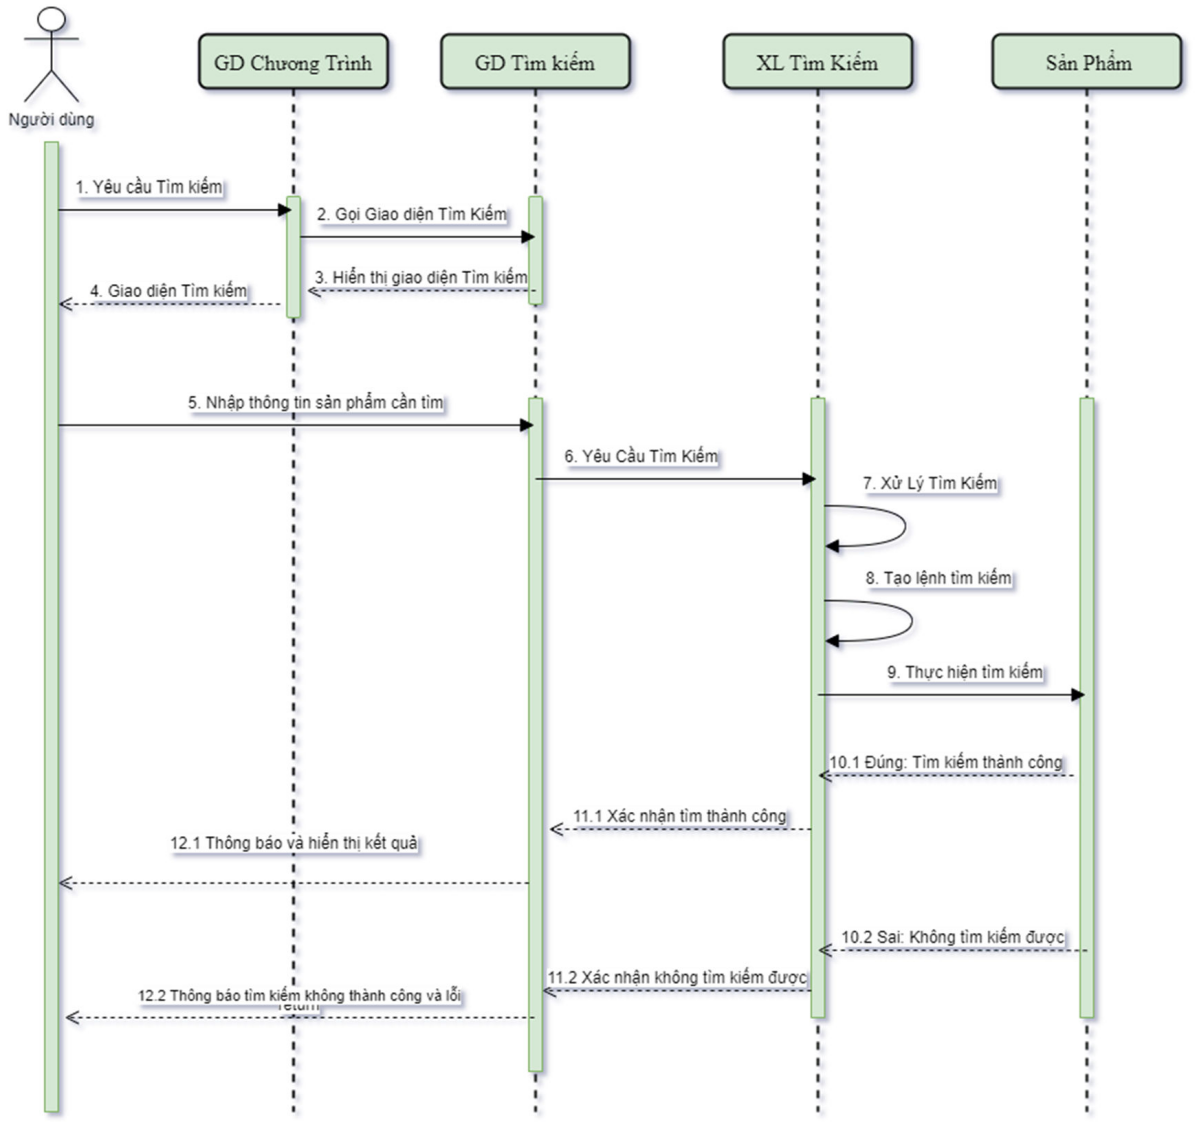 GD Chương Trình
GD Tìm kiếm
XL Tìm Kiếm
Sản Phẩm
Người dùng
1. Yêu cầu Tìm kiếm
2. Gọi Giao diện Tìm Kiếm
3. Hiển thị giao diện Tìm kiếm
4. Giao diện Tìm kiếm
5. Nhập thông tin sản phẩm cần tìm
6. Yêu Cầu Tìm Kiếm
7. Xử Lý Tìm Kiếm
8. Tạo lệnh tìm kiếm
9. Thực hiện tìm kiếm
10.1 Đúng: Tìm kiếm thành công
11.1 Xác nhận tìm thành công
12.1 Thông báo và hiển thị kết quả
10.2 Sai: Không tìm kiếm được
11.2 Xác nhận không tìm kiếm được
12.2 Thông báo tìm kiếm không thành công và lỗi
return